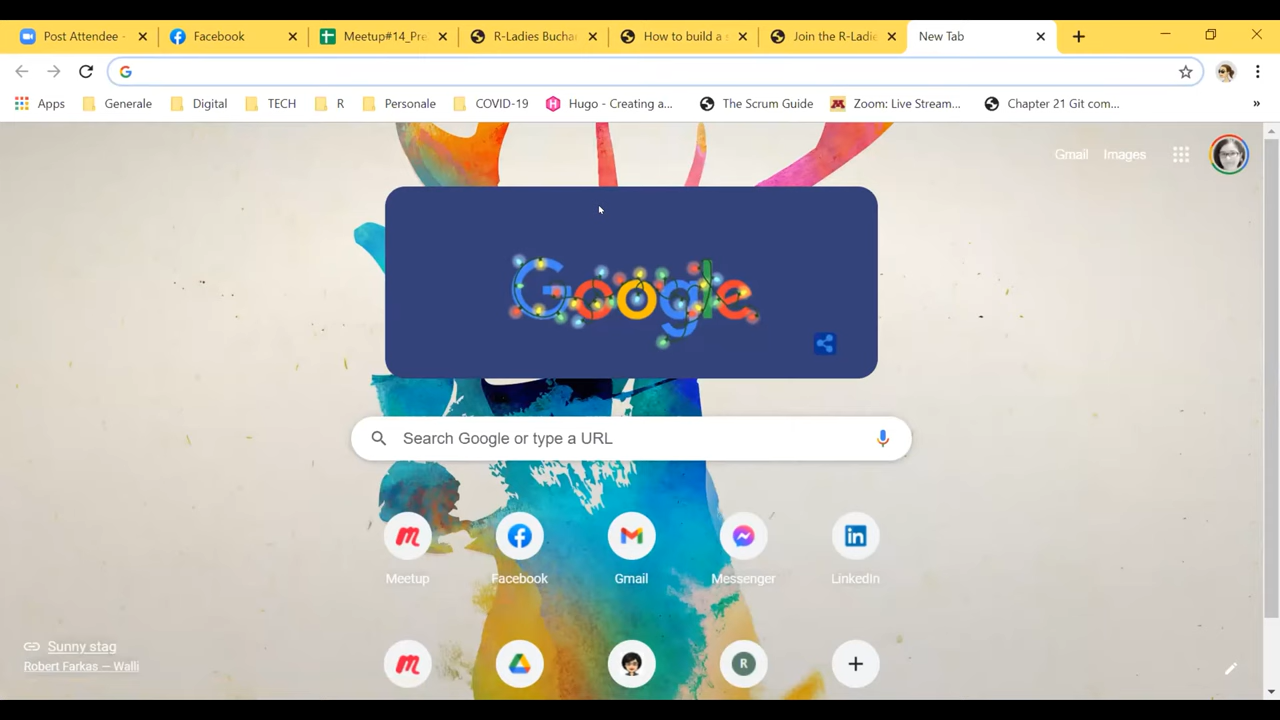 Post Attendee -
Facebook
Meetup#14_Pre
R-Ladies Bucha
How to build a s
Join the R-Ladie
New Tab
Apps
Generale
Digital
TECH
R
Personale
COVID-19
Hugo - Creating a...
The Scrum Guide
Zoom: Live Stream...
Chapter 21 Git com...
»
Gmail
Images
Google
Search Google or type a URL
Meetup
Facebook
Gmail
Messenger
LinkedIn
R
Sunny stag
Robert Farkas — Walli